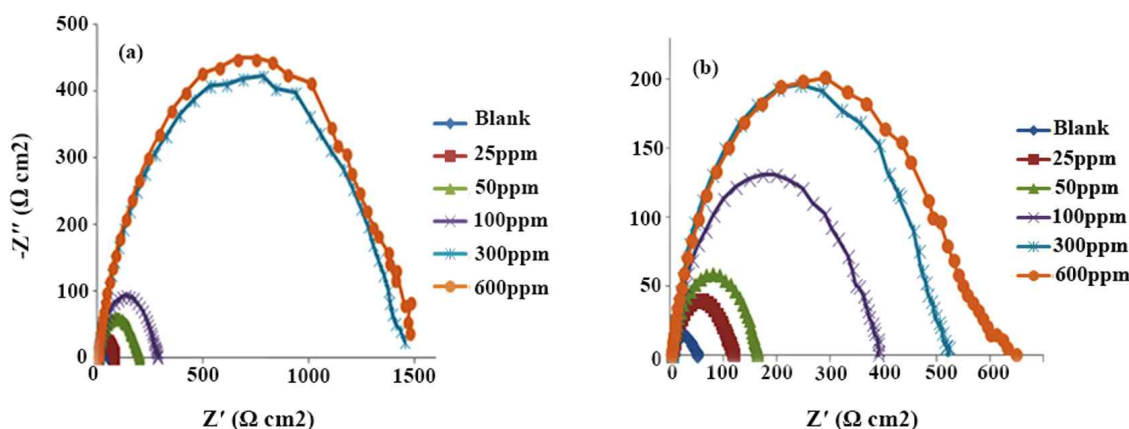 (a)
-Z″ (Ω cm2)
500
400
300
200
100
0
0 500 1000 1500
Z′ (Ω cm2)
Blank
25ppm
50ppm
100ppm
300ppm
600ppm
(b)
200
150
100
50
0
0 100 200 300 400 500 600
Z′ (Ω cm2)
Blank
25ppm
50ppm
100ppm
300ppm
600ppm